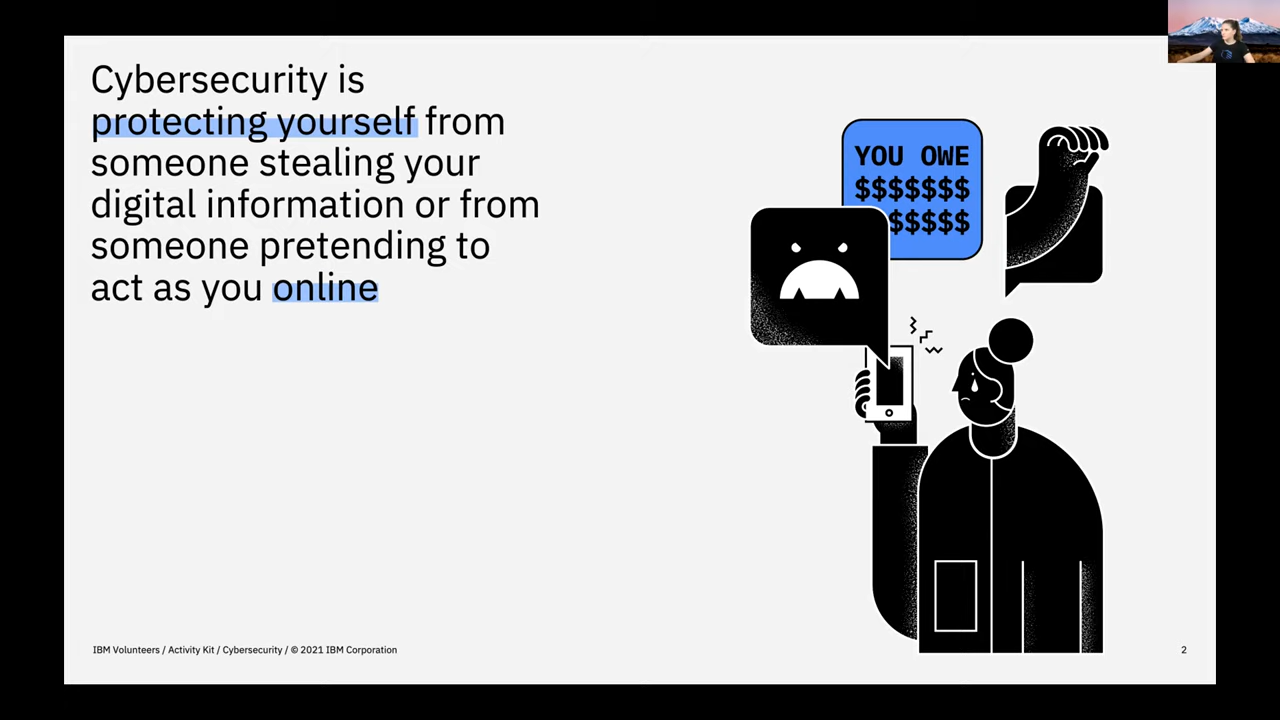 Cybersecurity is
protecting yourself from
someone stealing your
digital information or from
someone pretending to
act as you online
YOU OWE
$$$$$$$
$$$$$
IBM Volunteers / Activity Kit / Cybersecurity / © 2021 IBM Corporation
2